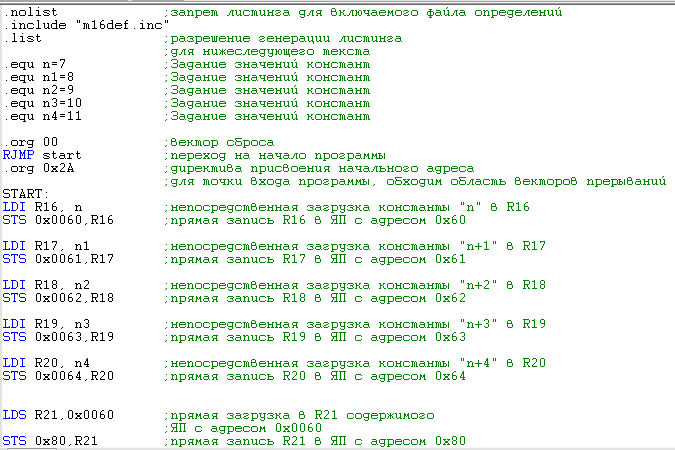 .nolist ;запрет листинга для включаемого файла определений
.include "m16def.inc"
.list ;разрешение генерации листинга
;для нижеследующего текста
.equ n=7 ;Задание значений констант
.equ n1=8 ;Задание значений констант
.equ n2=9 ;Задание значений констант
.equ n3=10 ;Задание значений констант
.equ n4=11 ;Задание значений констант
.org 00 ;вектор сброса
RJMP start ;переход на начало программы
.org 0x2A ;директива присвоения начального адреса
;для точки входа программы, обходим область векторов прерываний
START:
LDI R16, n ;непосредственная загрузка константы "n" в R16
STS 0x0060,R16 ;прямая запись R16 в ЯП с адресом 0x60
LDI R17, n1 ;непосредственная загрузка константы "n+1" в R17
STS 0x0061,R17 ;прямая запись R17 в ЯП с адресом 0x61
LDI R18, n2 ;непосредственная загрузка константы "n+2" в R18
STS 0x0062,R18 ;прямая запись R18 в ЯП с адресом 0x62
LDI R19, n3 ;непосредственная загрузка константы "n+3" в R19
STS 0x0063,R19 ;прямая запись R19 в ЯП с адресом 0x63
LDI R20, n4 ;непосредственная загрузка константы "n+4" в R20
STS 0x0064,R20 ;прямая запись R20 в ЯП с адресом 0x64
LDS R21,0x0060 ;прямая загрузка в R21 содержимого
;ЯП с адресом 0x0060
STS 0x80,R21 ;прямая запись R21 в ЯП с адресом 0x80